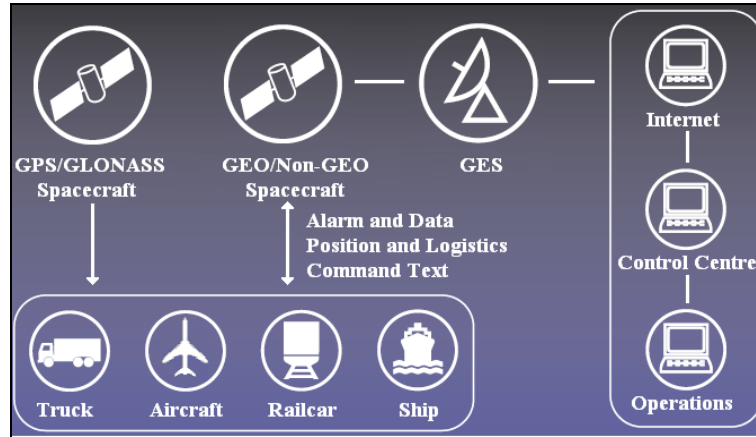 GPS/GLONASS
Spacecraft
GEO/Non-GEO
Spacecraft
GES
Internet
Alarm and Data
Position and Logistics
Command Text
Control Centre
Truck
Aircraft
Railcar
Ship
Operations